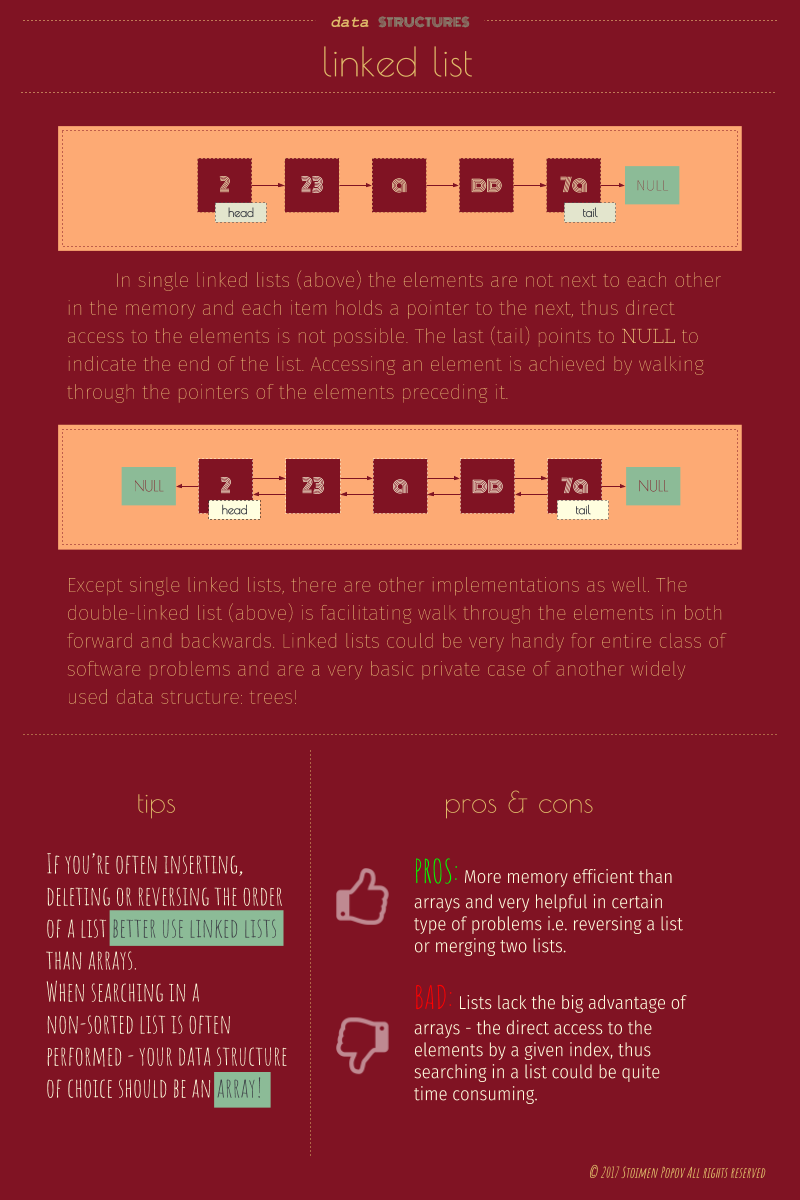 data STRUCTURES
linked list
2 23 a DD 7a NULL
head tail
In single linked lists (above) the elements are not next to each other
in the memory and each item holds a pointer to the next, thus direct
access to the elements is not possible. The last (tail) points to NULL to
indicate the end of the list. Accessing an element is achieved by walking
through the pointers of the elements preceding it.
NULL 2 23 a DD 7a NULL
head tail
Except single linked lists, there are other implementations as well. The
double-linked list (above) is facilitating walk through the elements in both
forward and backwards. Linked lists could be very handy for entire class of
software problems and are a very basic private case of another widely
used data structure: trees!
tips
If you're often inserting,
deleting or reversing the order
of a list better use linked lists
than arrays.
When searching in a
non-sorted list is often
performed - your data structure
of choice should be an array!
pros & cons
PROS: More memory efficient than
arrays and very helpful in certain
type of problems i.e. reversing a list
or merging two lists.
BAD: Lists lack the big advantage of
arrays - the direct access to the
elements by a given index, thus
searching in a list could be quite
time consuming.
© 2017 Stoimen Popov All rights reserved